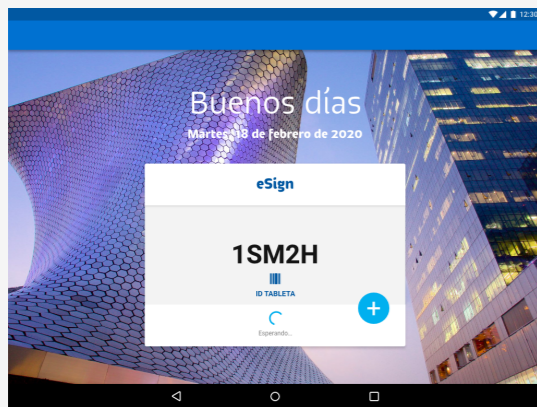 12:30
Buenos días
Martes, 18 de febrero de 2020
eSign
1SM2H
ID TABLETA
Esperando...